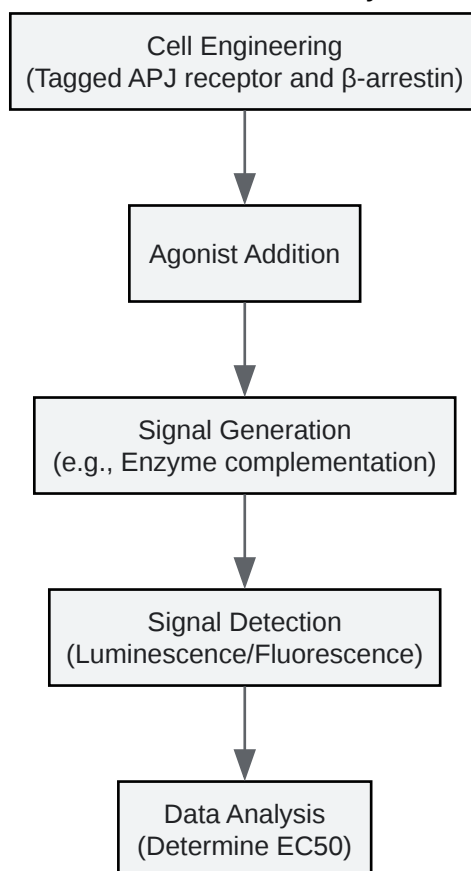 Cell Engineering
(Tagged APJ receptor and β-arrestin)
Agonist Addition
Signal Generation
(e.g., Enzyme complementation)
Signal Detection
(Luminescence/Fluorescence)
Data Analysis
(Determine EC50)